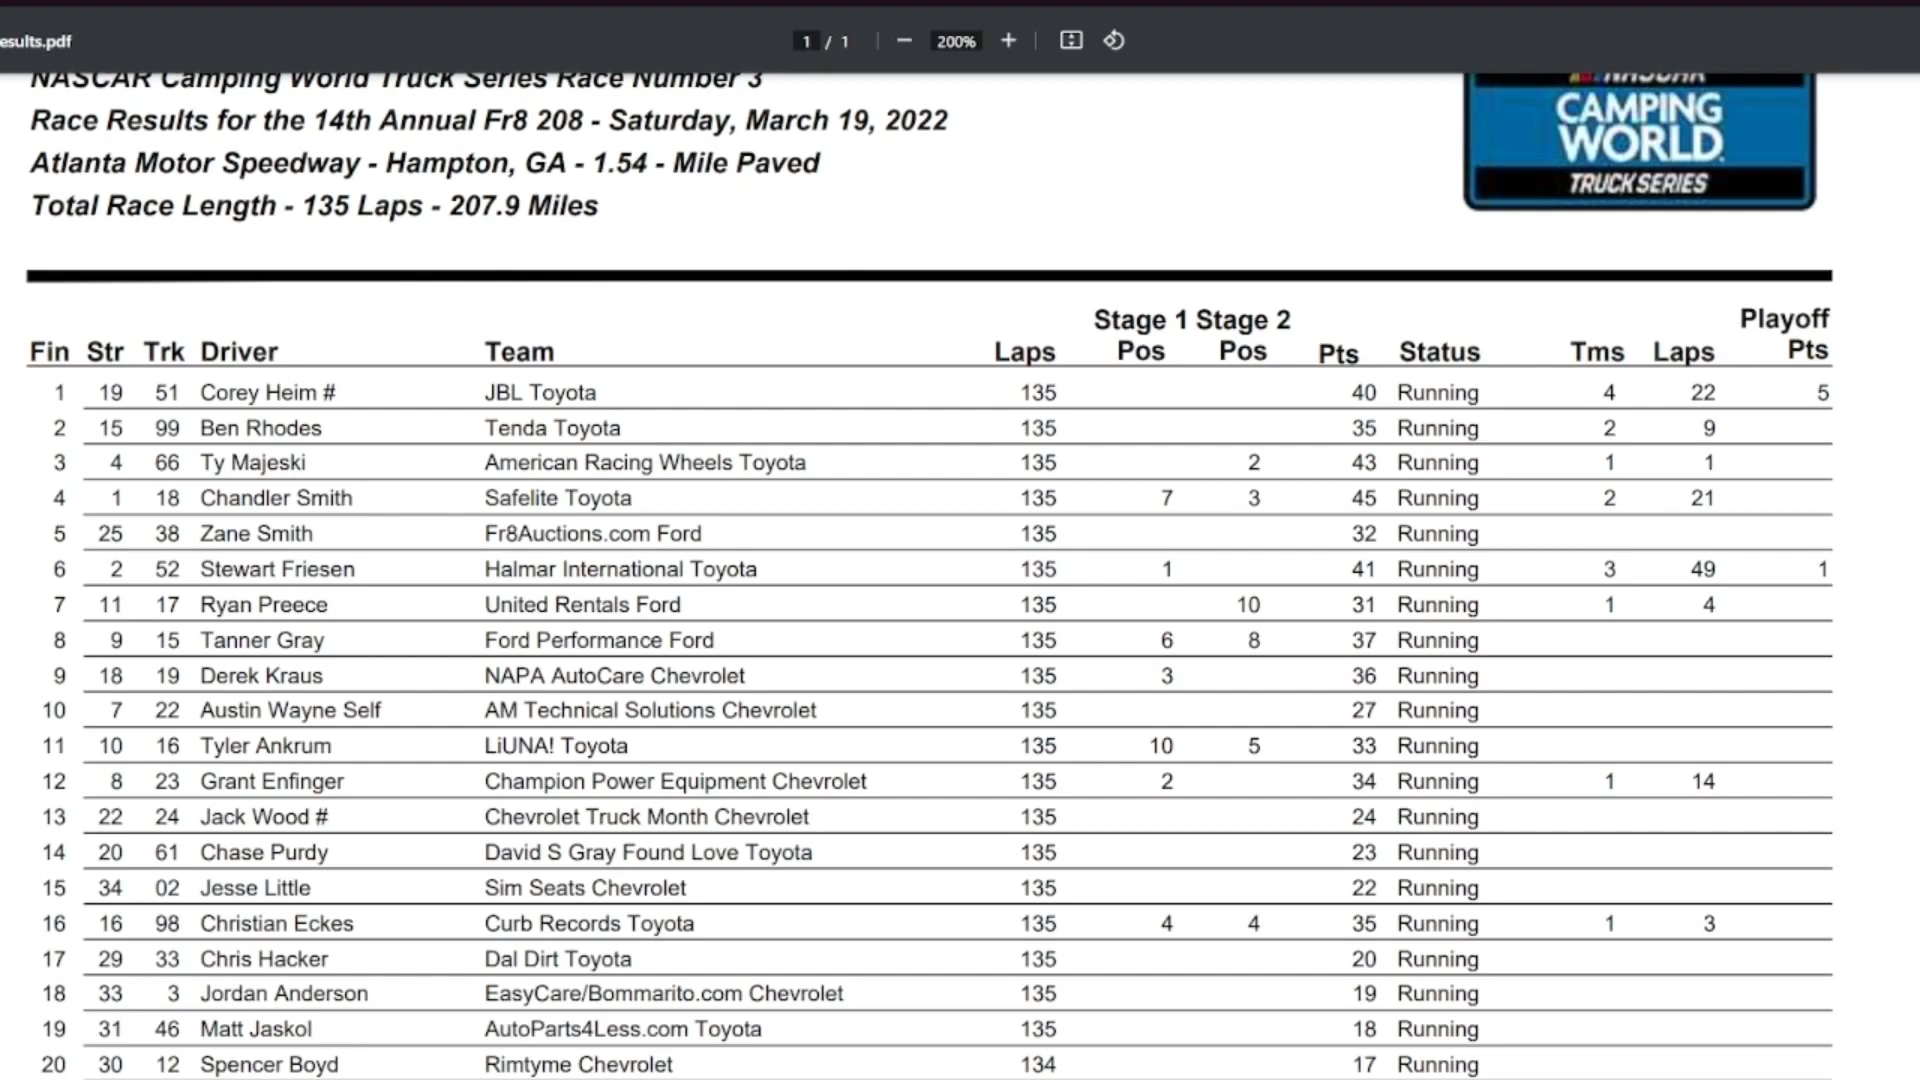 esults.pdf
1 / 1 — 200% +
NASCAR Camping World Truck Series Race Number 3
Race Results for the 14th Annual Fr8 208 - Saturday, March 19, 2022
Atlanta Motor Speedway - Hampton, GA - 1.54 - Mile Paved
Total Race Length - 135 Laps - 207.9 Miles
NASCAR
CAMPING
WORLD
TRUCK SERIES
Stage 1 Stage 2 Playoff
Fin Str Trk Driver Team Laps Pos Pos Pts Status Tms Laps Pts
1 19 51 Corey Heim # JBL Toyota 135 40 Running 4 22 5
2 15 99 Ben Rhodes Tenda Toyota 135 35 Running 2 9
3 4 66 Ty Majeski American Racing Wheels Toyota 135 2 43 Running 1 1
4 1 18 Chandler Smith Safelite Toyota 135 7 3 45 Running 2 21
5 25 38 Zane Smith Fr8Auctions.com Ford 135 32 Running
6 2 52 Stewart Friesen Halmar International Toyota 135 1 41 Running 3 49 1
7 11 17 Ryan Preece United Rentals Ford 135 10 31 Running 1 4
8 9 15 Tanner Gray Ford Performance Ford 135 6 8 37 Running
9 18 19 Derek Kraus NAPA AutoCare Chevrolet 135 3 36 Running
10 7 22 Austin Wayne Self AM Technical Solutions Chevrolet 135 27 Running
11 10 16 Tyler Ankrum LiUNA! Toyota 135 10 5 33 Running
12 8 23 Grant Enfinger Champion Power Equipment Chevrolet 135 2 34 Running 1 14
13 22 24 Jack Wood # Chevrolet Truck Month Chevrolet 135 24 Running
14 20 61 Chase Purdy David S Gray Found Love Toyota 135 23 Running
15 34 02 Jesse Little Sim Seats Chevrolet 135 22 Running
16 16 98 Christian Eckes Curb Records Toyota 135 4 4 35 Running 1 3
17 29 33 Chris Hacker Dal Dirt Toyota 135 20 Running
18 33 3 Jordan Anderson EasyCare/Bommarito.com Chevrolet 135 19 Running
19 31 46 Matt Jaskol AutoParts4Less.com Toyota 135 18 Running
20 30 12 Spencer Boyd Rimtyme Chevrolet 134 17 Running